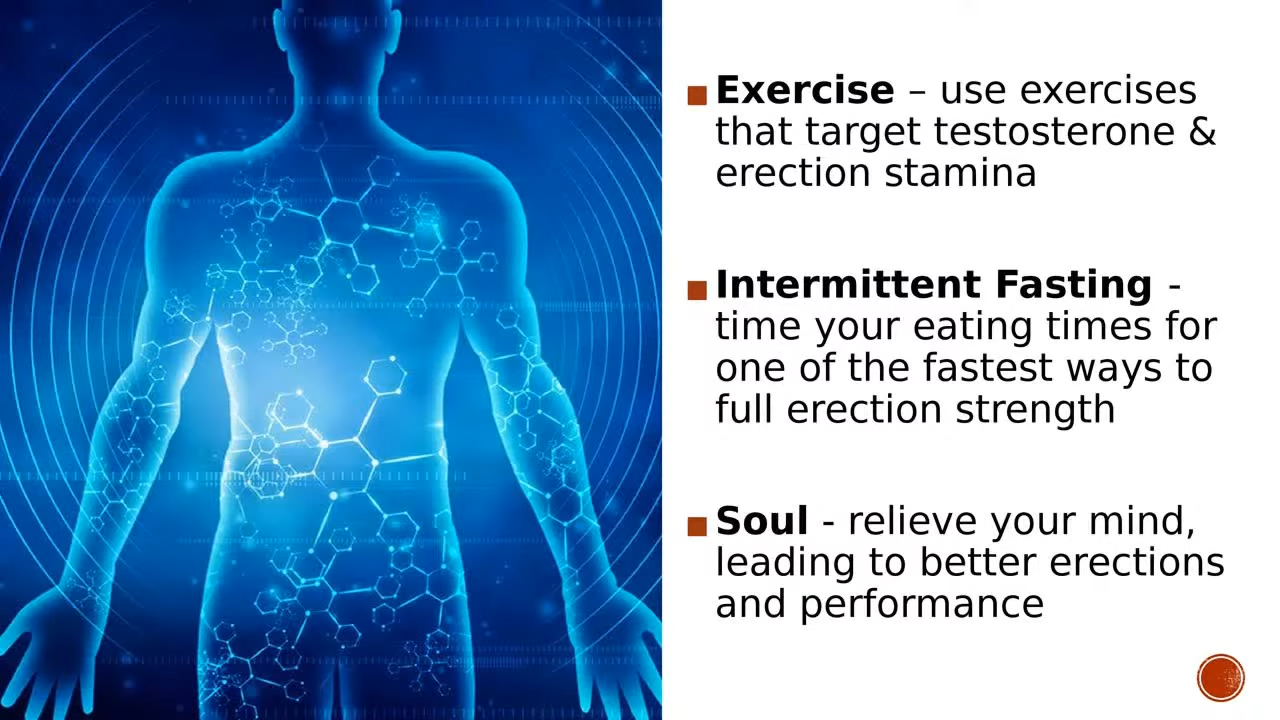 Exercise – use exercises
that target testosterone &
erection stamina
Intermittent Fasting -
time your eating times for
one of the fastest ways to
full erection strength
Soul - relieve your mind,
leading to better erections
and performance